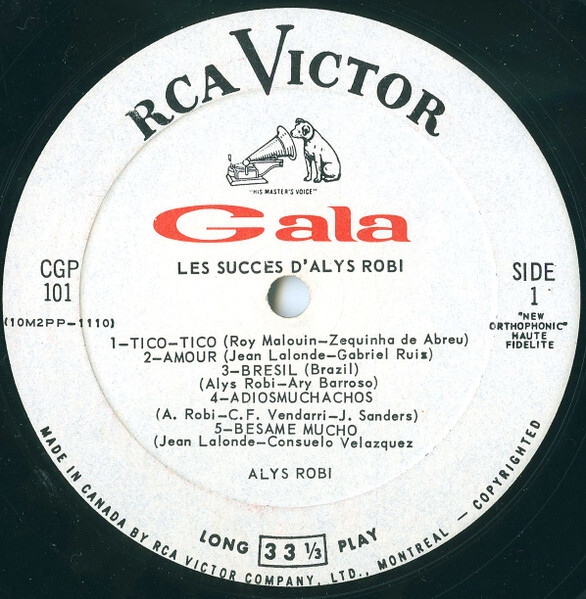 RCA VICTOR
"HIS MASTER'S VOICE"
Gala
LES SUCCES D'ALYS ROBI
CGP
101
SIDE
1
(10M2PP-1110)
"NEW
ORTHOPHONIC"
HAUTE
FIDELITE
1-TICO-TICO (Roy Malouin-Zequinha de Abreu)
2-AMOUR (Jean Lalonde-Gabriel Ruiz)
3-BRESIL (Brazil)
(Alys Robi-Ary Barroso)
4-ADIOSMUCHACHOS
(A. Robi-C.F. Vendarri-J. Sanders)
5-BESAME MUCHO
(Jean Lalonde-Consuelo Velazquez
ALYS ROBI
LONG 33 1/3 PLAY
MADE IN CANADA BY RCA VICTOR COMPANY, LTD., MONTREAL - COPYRIGHTED